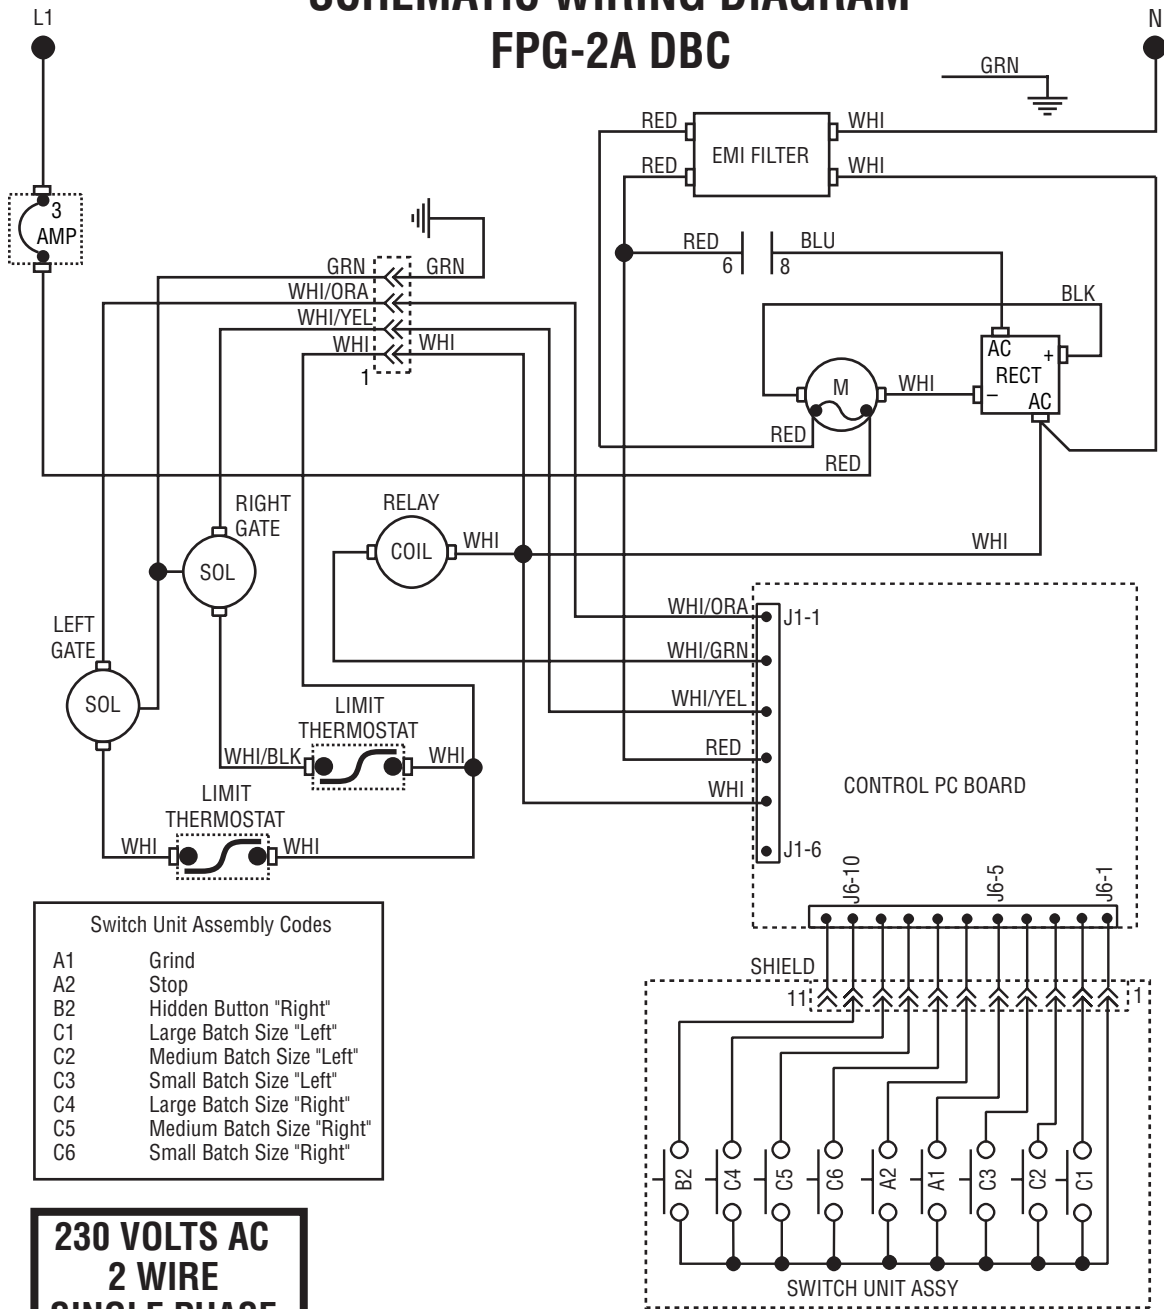 SCHEMATIC WIRING DIAGRAM
FPG-2A DBC
L1
N
GRN
RED
WHI
EMI FILTER
RED
WHI
3
AMP
RED
BLU
6
8
GRN
GRN
WHI/ORA
WHI/YEL
WHI
WHI
1
BLK
AC
+
RECT
–
AC
M
WHI
RED
RED
RIGHT
GATE
SOL
RELAY
COIL
WHI
WHI
LEFT
GATE
SOL
WHI/ORA
J1-1
WHI/GRN
WHI/YEL
RED
WHI
J1-6
CONTROL PC BOARD
LIMIT
THERMOSTAT
WHI/BLK
WHI
LIMIT
THERMOSTAT
WHI
WHI
J6-10
J6-5
J6-1
SHIELD
11
1
Switch Unit Assembly Codes
A1 Grind
A2 Stop
B2 Hidden Button "Right"
C1 Large Batch Size "Left"
C2 Medium Batch Size "Left"
C3 Small Batch Size "Left"
C4 Large Batch Size "Right"
C5 Medium Batch Size "Right"
C6 Small Batch Size "Right"
B2
C4
C5
C6
A2
A1
C3
C2
C1
SWITCH UNIT ASSY
230 VOLTS AC
2 WIRE
SINGLE PHASE